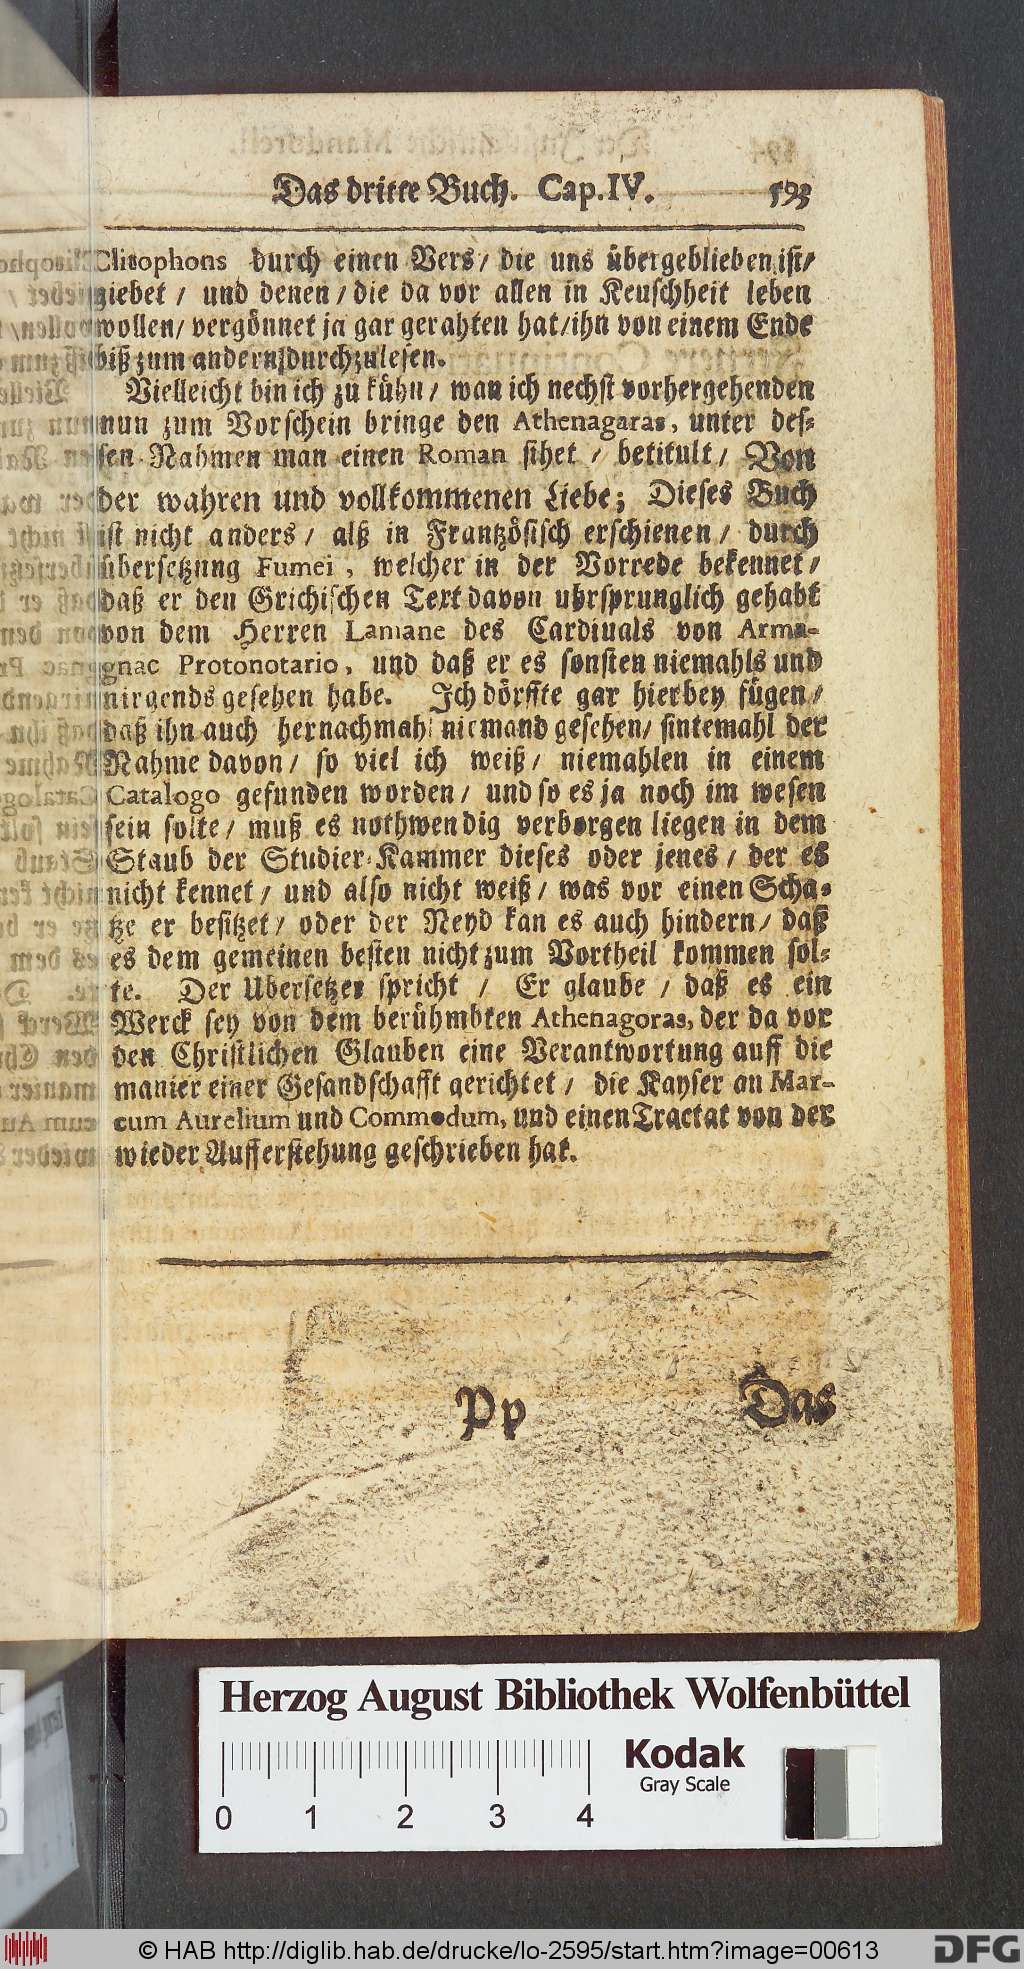 Das dritte Buch. Cap. IV. 593
Clitophons durch einen Vers/ die uns übergeblieben ist/
giebet / und denen / die da vor allen in Keuschheit leben
wollen/ vergönnet ja gar gerahten hat/ ihn von einem Ende
biß zum andern durchzulesen.
Vielleicht bin ich zu kühn/ wan ich nechst vorhergehenden
nun zum Vorschein bringe den Athenagaras, unter des-
sen Nahmen man einen Roman sihet / betitult/ Von
der wahren und vollkommenen Liebe; Dieses Buch
ist nicht anders/ alß in Frantzösisch erschienen/ durch
übersetzung Fumei, welcher in der Vorrede bekennet/
daß er den Grichischen Text davon uhrsprunglich gehabt
von dem Herren Lamane des Cardiuals von Arma-
gnac Protonotario, und daß er es sonsten niemahls und
nirgends gesehen habe. Ich dörffte gar hierbey fügen/
daß ihn auch hernachmahl niemand gesehen/ sintemahl der
Nahme davon/ so viel ich weiß/ niemahlen in einem
Catalogo gefunden worden/ und so es ja noch im wesen
sein solte/ muß es nothwendig verborgen liegen in dem
Staub der Studier-Kammer dieses oder jenes/ der es
nicht kennet/ und also nicht weiß/ was vor einen Scha-
tze er besitzet/ oder der Neyd kan es auch hindern/ daß
es dem gemeinen besten nicht zum Vortheil kommen sol-
te. Der Ubersetzer spricht / Er glaube / daß es ein
Werck sey von dem berühmbten Athenagoras, der da vor
den Christlichen Glauben eine Verantwortung auff die
manier einer Gesandschafft gerichtet/ die Kayser an Mar-
cum Aurelium und Commodum, und einen Tractat von der
wieder Aufferstehung geschrieben hat.
Pp Das
Herzog August Bibliothek Wolfenbüttel
Kodak
Gray Scale
0 1 2 3 4
© HAB http://diglib.hab.de/drucke/lo-2595/start.htm?image=00613
DFG